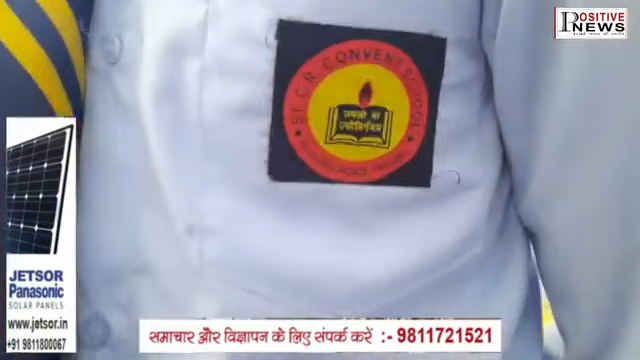 POSITIVE
NEWS
St. C.R. CONVENT SCHOOL
तमसो मा
ज्योतिर्गमय
JETSOR
Panasonic
SOLAR PANELS
www.jetsor.in
+91 9811800067
समाचार और विज्ञापन के लिए संपर्क करें :- 9811721521